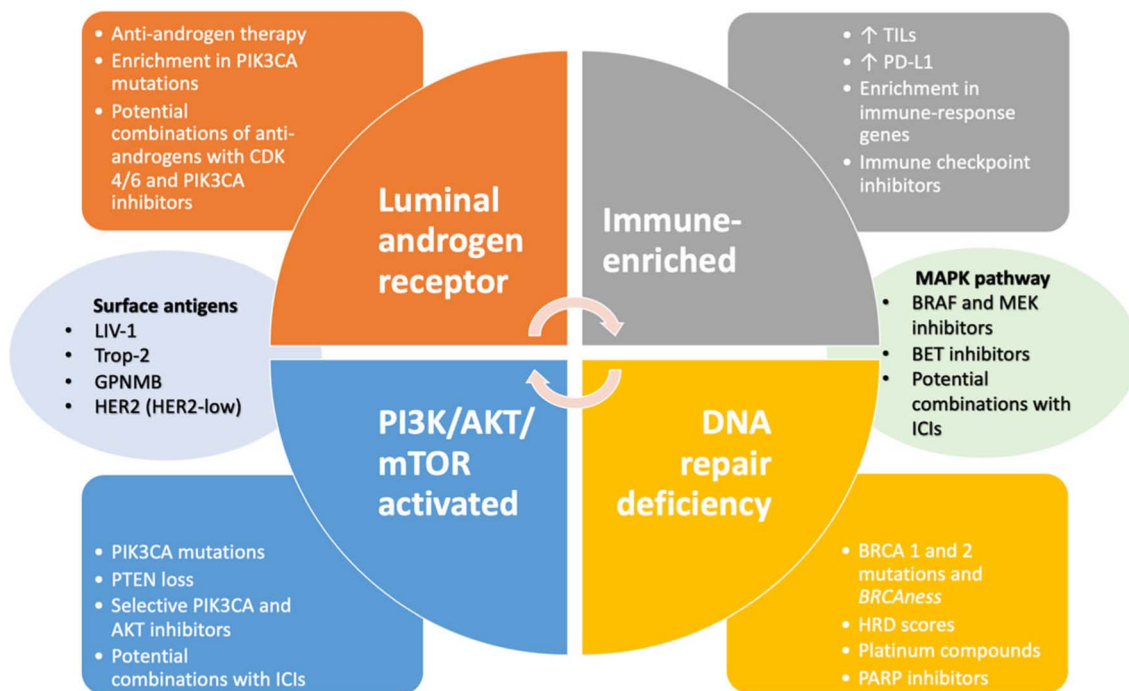 • Anti-androgen therapy
• Enrichment in PIK3CA
mutations
• Potential
combinations of anti-
androgens with CDK
4/6 and PIK3CA
inhibitors
• ↑ TILs
• ↑ PD-L1
• Enrichment in
immune-response
genes
• Immune checkpoint
inhibitors
Luminal
androgen
receptor
Immune-
enriched
Surface antigens
• LIV-1
• Trop-2
• GPNMB
• HER2 (HER2-low)
MAPK pathway
• BRAF and MEK
inhibitors
• BET inhibitors
• Potential
combinations with
ICIs
PI3K/AKT/
mTOR
activated
DNA
repair
deficiency
• PIK3CA mutations
• PTEN loss
• Selective PIK3CA and
AKT inhibitors
• Potential
combinations with ICIs
• BRCA 1 and 2
mutations and
BRCAness
• HRD scores
• Platinum compounds
• PARP inhibitors